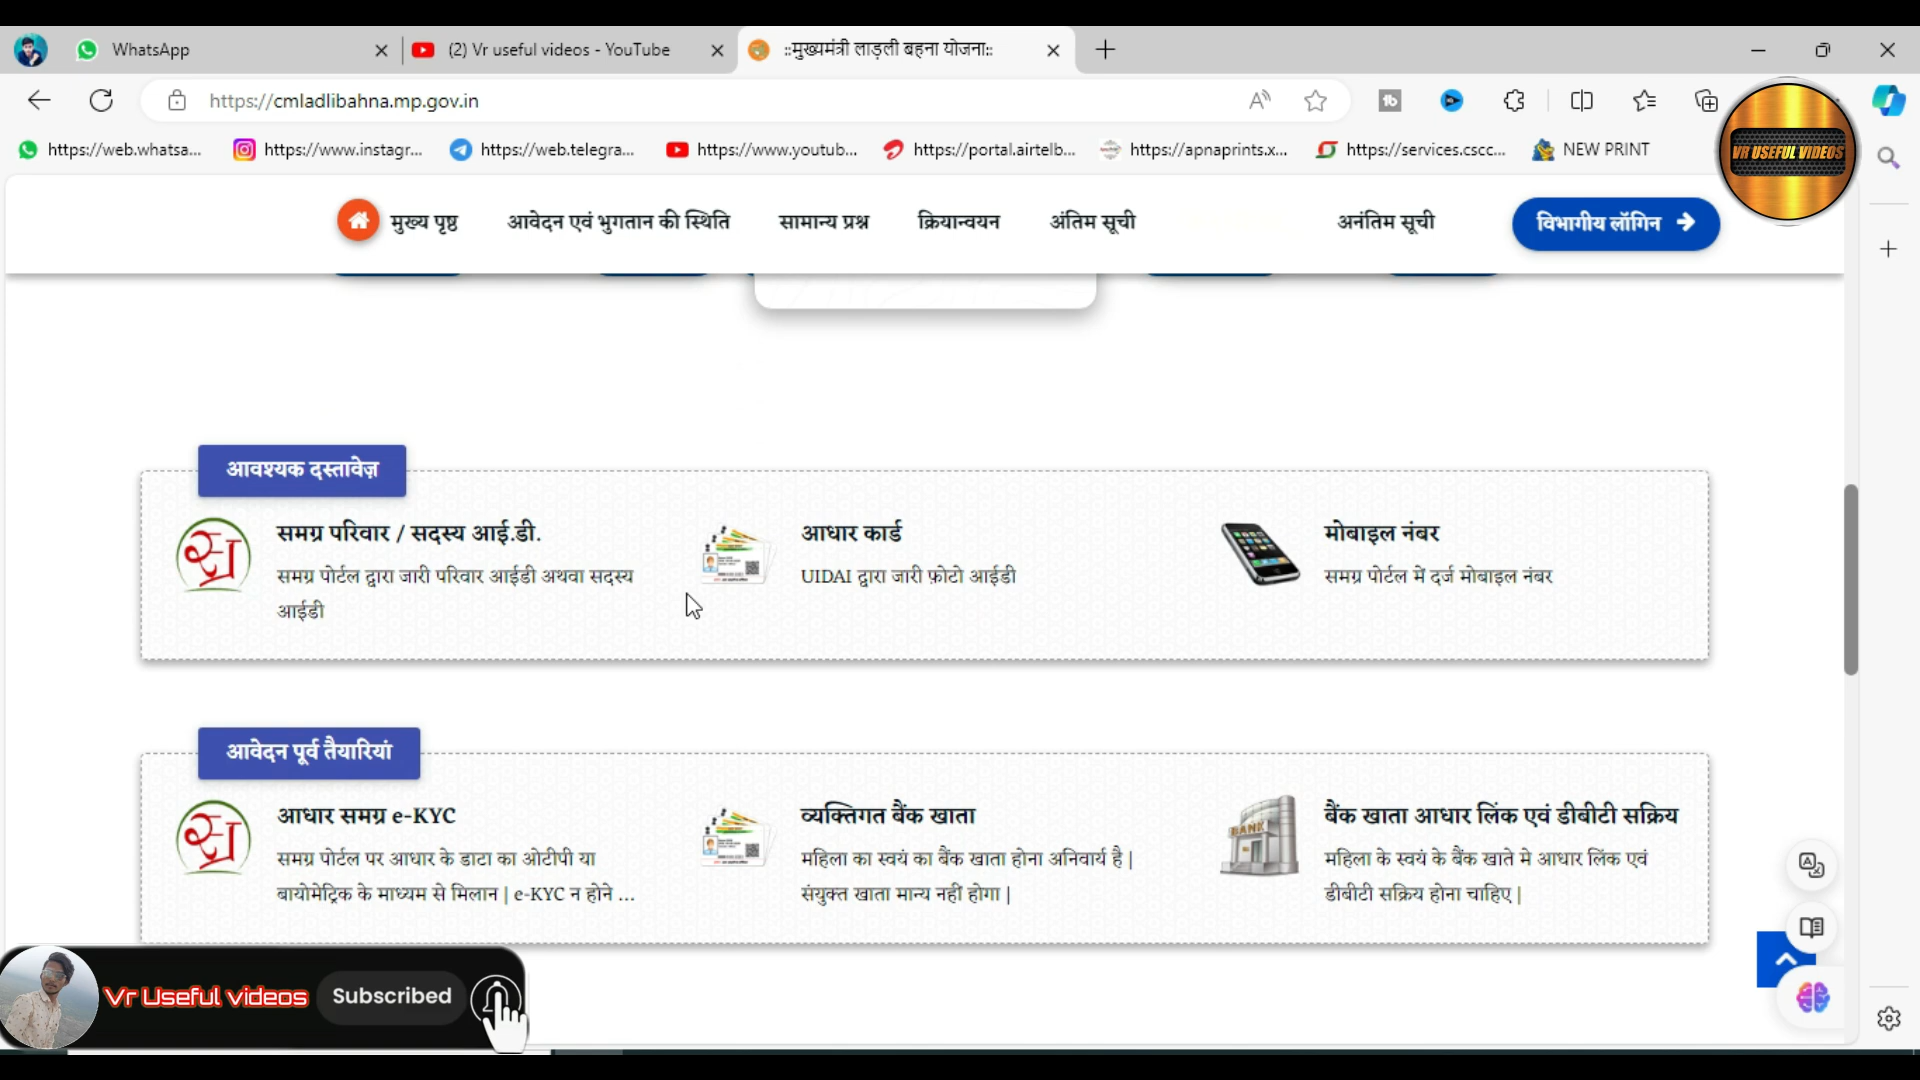 WhatsApp
(2) Vr useful videos - YouTube
::मुख्यमंत्री लाड़ली बहना योजना::
https://cmladlibahna.mp.gov.in
https://web.whatsa...
https://www.instagr...
https://web.telegra...
https://www.youtub...
https://portal.airtelb...
https://apnaprints.x...
https://services.cscc...
NEW PRINT
VR USEFUL VIDEOS
मुख्य पृष्ठ
आवेदन एवं भुगतान की स्थिति
सामान्य प्रश्न
क्रियान्वयन
अंतिम सूची
अनंतिम सूची
विभागीय लॉगिन
आवश्यक दस्तावेज़
समग्र परिवार / सदस्य आई.डी.
समग्र पोर्टल द्वारा जारी परिवार आईडी अथवा सदस्य
आईडी
आधार कार्ड
UIDAI द्वारा जारी फ़ोटो आईडी
मोबाइल नंबर
समग्र पोर्टल में दर्ज मोबाइल नंबर
आवेदन पूर्व तैयारियां
आधार समग्र e-KYC
समग्र पोर्टल पर आधार के डाटा का ओटीपी या
बायोमेट्रिक के माध्यम से मिलान | e-KYC न होने ...
व्यक्तिगत बैंक खाता
महिला का स्वयं का बैंक खाता होना अनिवार्य है |
संयुक्त खाता मान्य नहीं होगा |
BANK
बैंक खाता आधार लिंक एवं डीबीटी सक्रिय
महिला के स्वयं के बैंक खाते मे आधार लिंक एवं
डीबीटी सक्रिय होना चाहिए |
Vr Useful videos
Subscribed